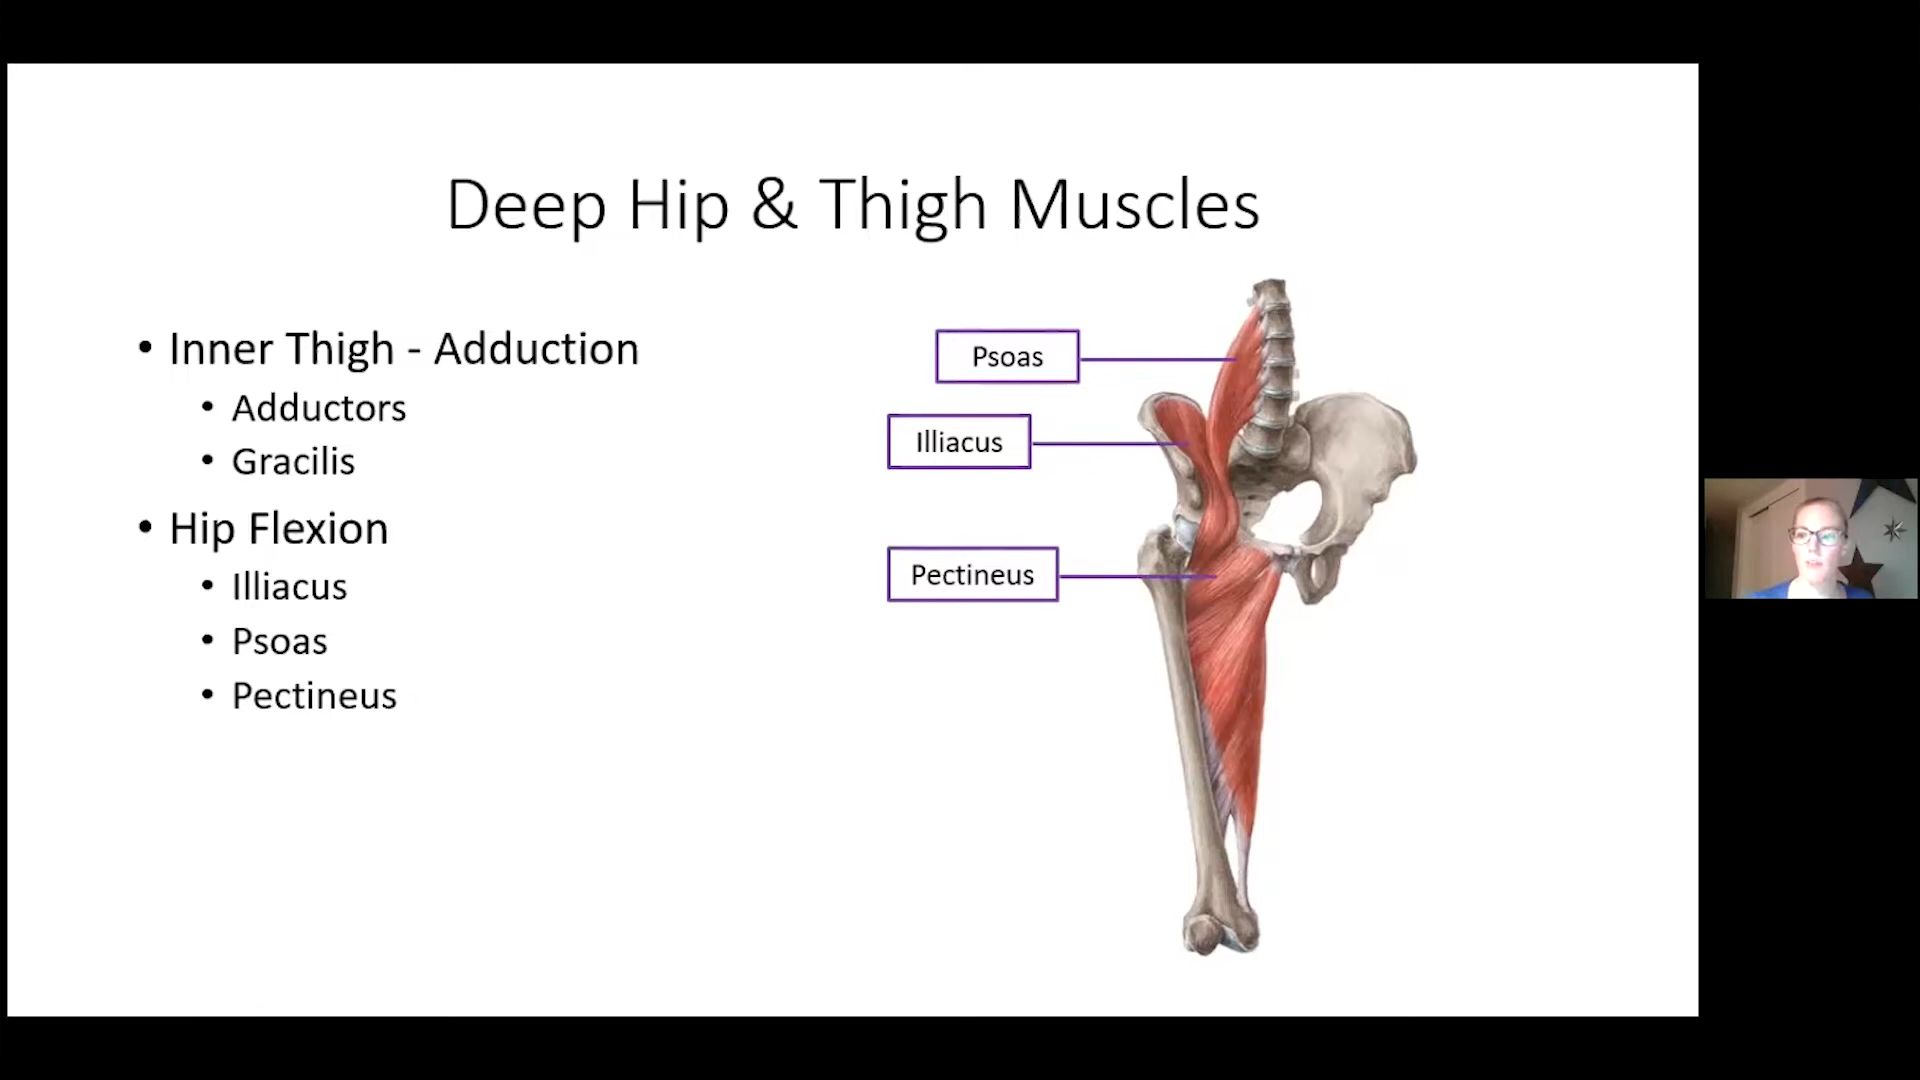 Deep Hip & Thigh Muscles
• Inner Thigh - Adduction
• Adductors
• Gracilis
• Hip Flexion
• Illiacus
• Psoas
• Pectineus
Psoas
Illiacus
Pectineus